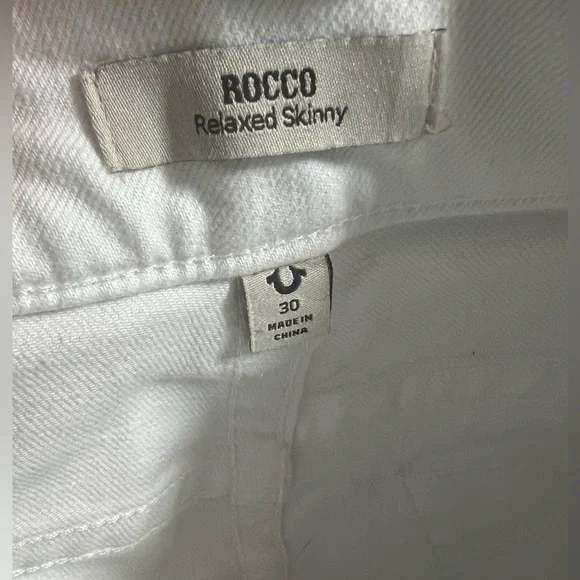 ROCCO
Relaxed Skinny
30
MADE IN
CHINA